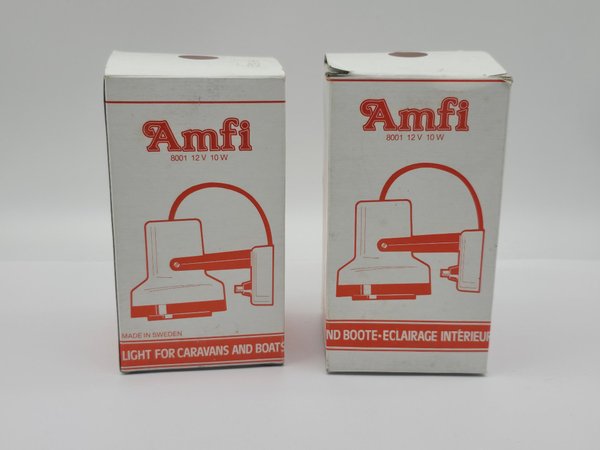 Amfi
8001 12 V 10 W
MADE IN SWEDEN
LIGHT FOR CARAVANS AND BOATS
Amfi
8001 12 V 10 W
ND BOOTE·ECLAIRAGE INTÉRIEUR